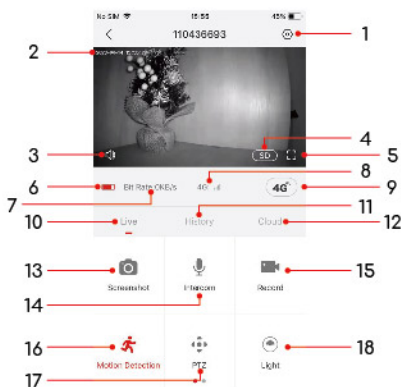 No SIM 15:55 45%
110436693
1
2
3
4
SD
5
6
Bit Rate 0KB/s
4G
7
8
4G
9
10
Live
History
11
Cloud
12
13
Screenshot
Intercom
14
Record
15
16
Motion Detection
PTZ
17
Light
18